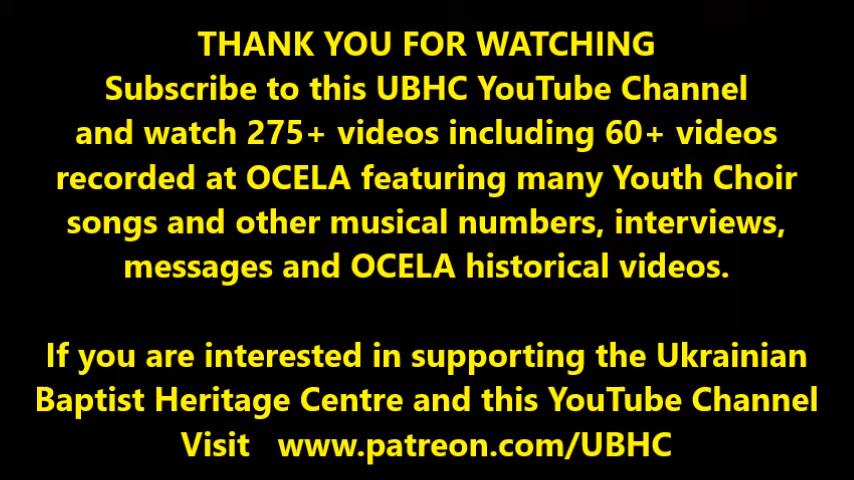 THANK YOU FOR WATCHING
Subscribe to this UBHC YouTube Channel
and watch 275+ videos including 60+ videos
recorded at OCELA featuring many Youth Choir
songs and other musical numbers, interviews,
messages and OCELA historical videos.
If you are interested in supporting the Ukrainian
Baptist Heritage Centre and this YouTube Channel
Visit www.patreon.com/UBHC